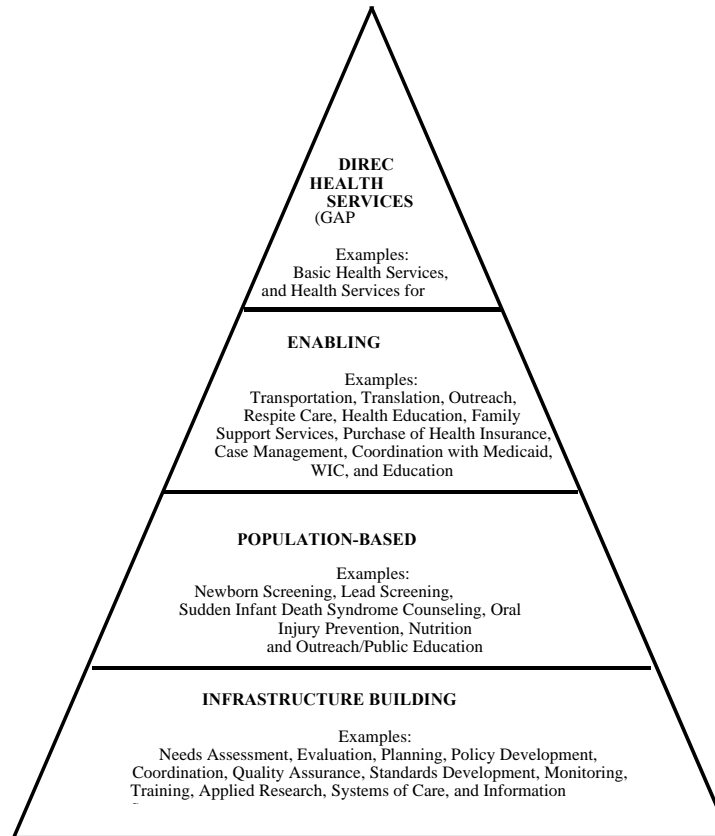 DIREC
HEALTH
SERVICES
(GAP
Examples:
Basic Health Services,
and Health Services for
ENABLING
Examples:
Transportation, Translation, Outreach,
Respite Care, Health Education, Family
Support Services, Purchase of Health Insurance,
Case Management, Coordination with Medicaid,
WIC, and Education
POPULATION-BASED
Examples:
Newborn Screening, Lead Screening,
Sudden Infant Death Syndrome Counseling, Oral
Injury Prevention, Nutrition
and Outreach/Public Education
INFRASTRUCTURE BUILDING
Examples:
Needs Assessment, Evaluation, Planning, Policy Development,
Coordination, Quality Assurance, Standards Development, Monitoring,
Training, Applied Research, Systems of Care, and Information